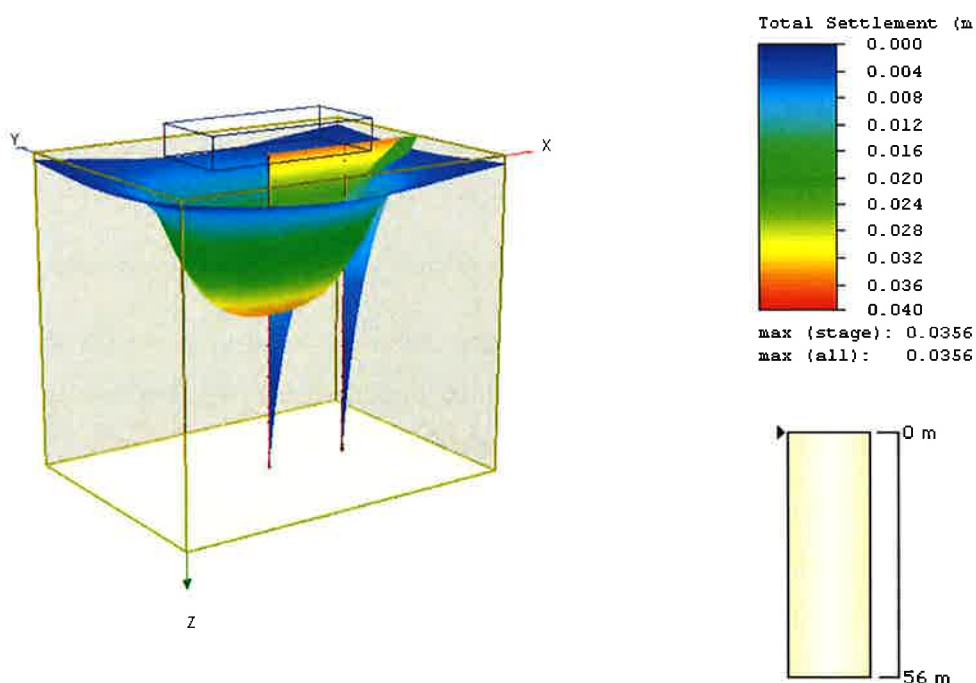 Total Settlement (m
0.000
0.004
0.008
0.012
0.016
0.020
0.024
0.028
0.032
0.036
0.040
max (stage): 0.0356
max (all): 0.0356
Y
X
Z
0 m
56 m